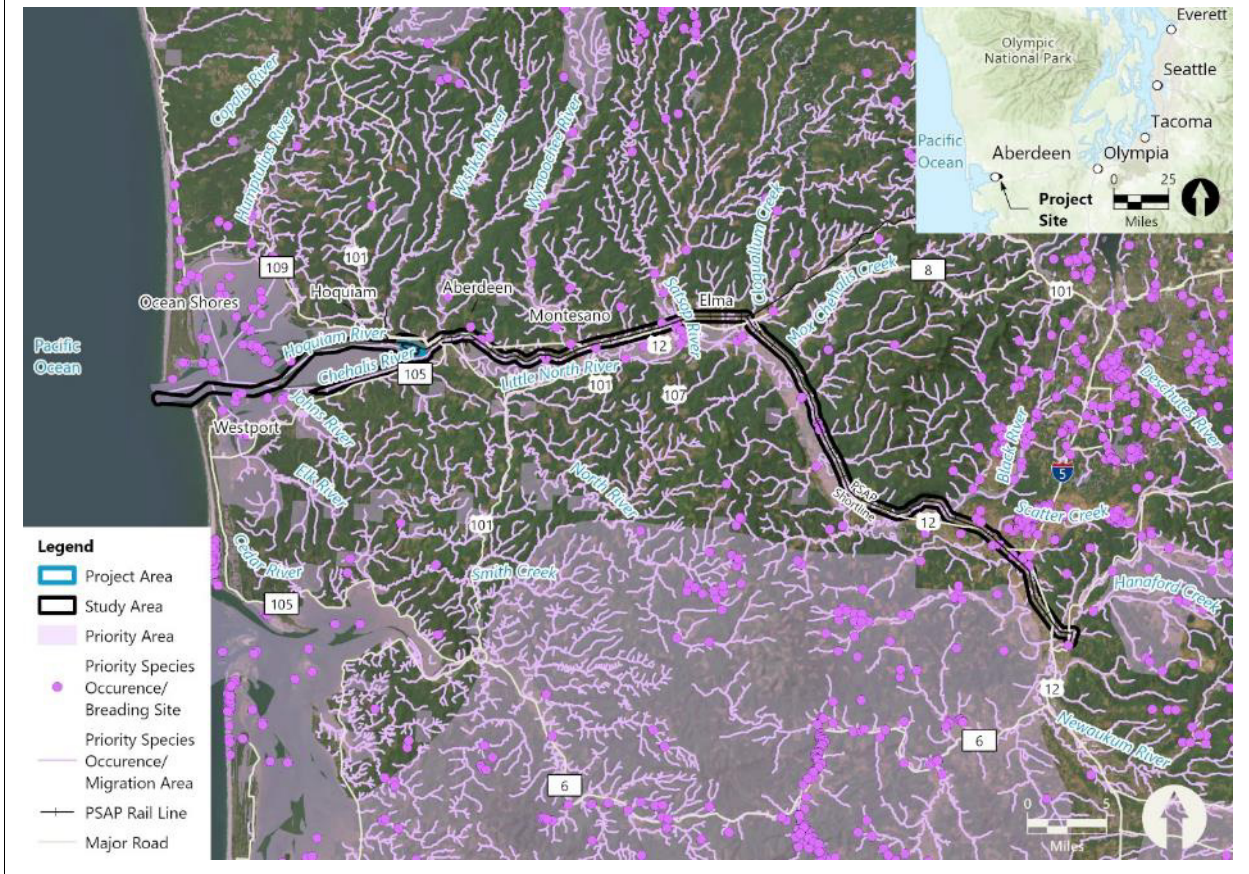 Everett
Olympic
National Park
Seattle
Tacoma
Pacific
Ocean
Aberdeen
Olympia
0 25
Miles
Project
Site
Copalis River
Humptulips River
Wishkah River
Wynoochee River
Cloquallum Creek
Mox Chehalis Creek
Satsop River
8
101
109
101
Ocean Shores
Hoquiam
Aberdeen
Montesano
Elma
Pacific
Ocean
Hoquiam River
Chehalis River
105
12
Little North River
101
107
Johns River
Westport
Elk River
North River
101
PSAP
Shortline
12
Black River
5
Deschutes River
Scatter Creek
Hanaford Creek
Cedar River
105
Smith Creek
12
Newaukum River
6
6
0 5
Miles
Legend
Project Area
Study Area
Priority Area
Priority Species
Occurence/
Breading Site
Priority Species
Occurence/
Migration Area
PSAP Rail Line
Major Road